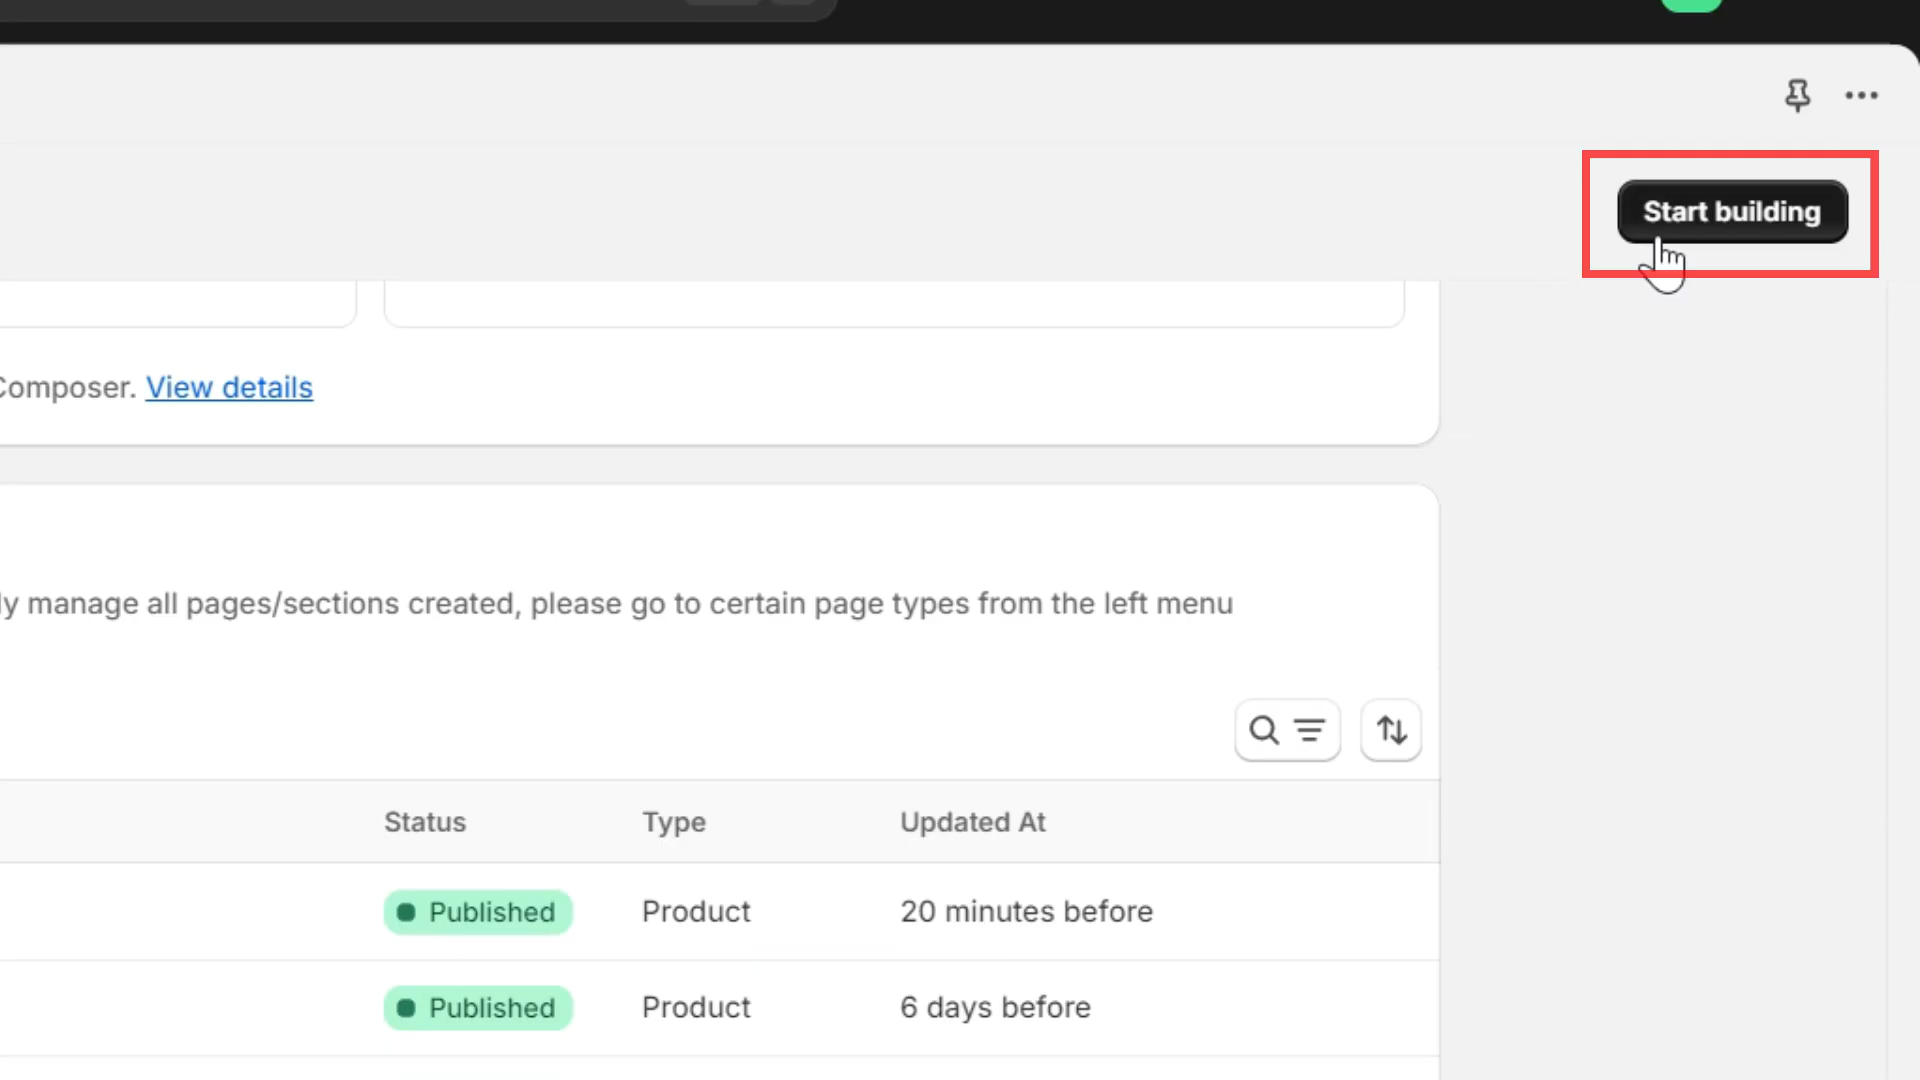 Start building
Composer. View details
ly manage all pages/sections created, please go to certain page types from the left menu
Status Type Updated At
Published Product 20 minutes before
Published Product 6 days before